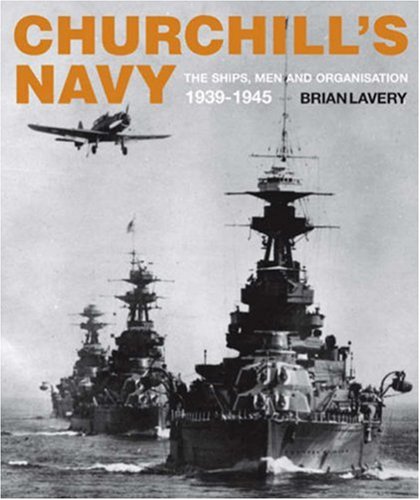 CHURCHILL'S
NAVY
THE SHIPS, MEN AND ORGANISATION
1939-1945 BRIAN LAVERY